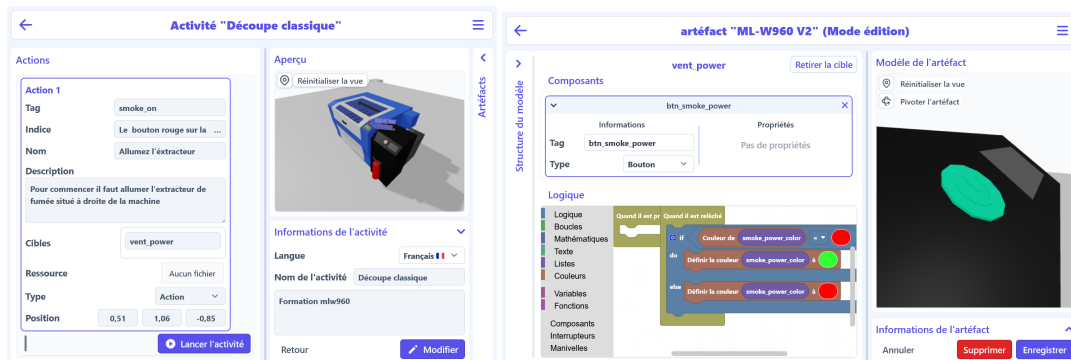 Activité "Découpe classique"
Actions
Action 1
Tag
smoke_on
Indice
Le bouton rouge sur la ...
Nom
Allumez l'éxtracteur
Description
Pour commencer il faut allumer l'extracteur de
fumée situé à droite de la machine
Cibles
vent_power
Ressource
Aucun fichier
Type
Action
Position
0,51
1,06
-0,85
Lancer l'activité
Aperçu
Réinitialiser la vue
Artéfacts
Informations de l'activité
Langue
Français
Nom de l'activité
Découpe classique
Formation mlw960
Retour
Modifier
artéfact "ML-W960 V2" (Mode édition)
Structure du modèle
vent_power
Retirer la cible
Composants
btn_smoke_power
Informations
Propriétés
Tag
btn_smoke_power
Pas de propriétés
Type
Bouton
Logique
Logique
Boucles
Mathématiques
Texte
Listes
Couleurs
Variables
Fonctions
Composants
Interrupteurs
Manivelles
Quand il est pr
Quand il est relâché
if
Couleur de
smoke_power_color
=
do
Définir la couleur
smoke_power_color
à
else
Définir la couleur
smoke_power_color
à
Modèle de l'artéfact
Réinitialiser la vue
Pivoter l'artéfact
Informations de l'artéfact
Annuler
Supprimer
Enregistrer